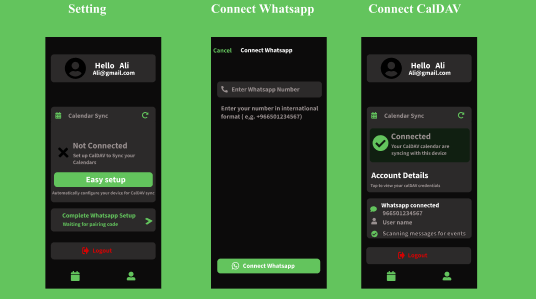 Setting
Hello Ali
Ali@gmail.com
Calendar Sync
Not Connected
Set up CalDAV to Sync your
Calendars
Easy setup
Automatically configure your device for CalDAV sync
Complete Whatsapp Setup
Waiting for pairing code
Logout
Connect Whatsapp
Cancel
Connect Whatsapp
Enter Whatsapp Number
Enter your number in international
format ( e,g. +966501234567)
Connect Whatsapp
Connect CalDAV
Hello Ali
Ali@gmail.com
Calendar Sync
Connected
Your CalDAV calendar are
syncing with this device
Account Details
Tap to view your calDAV credentials
Whatsapp connected
966501234567
User name
Scanning messages for events
Logout